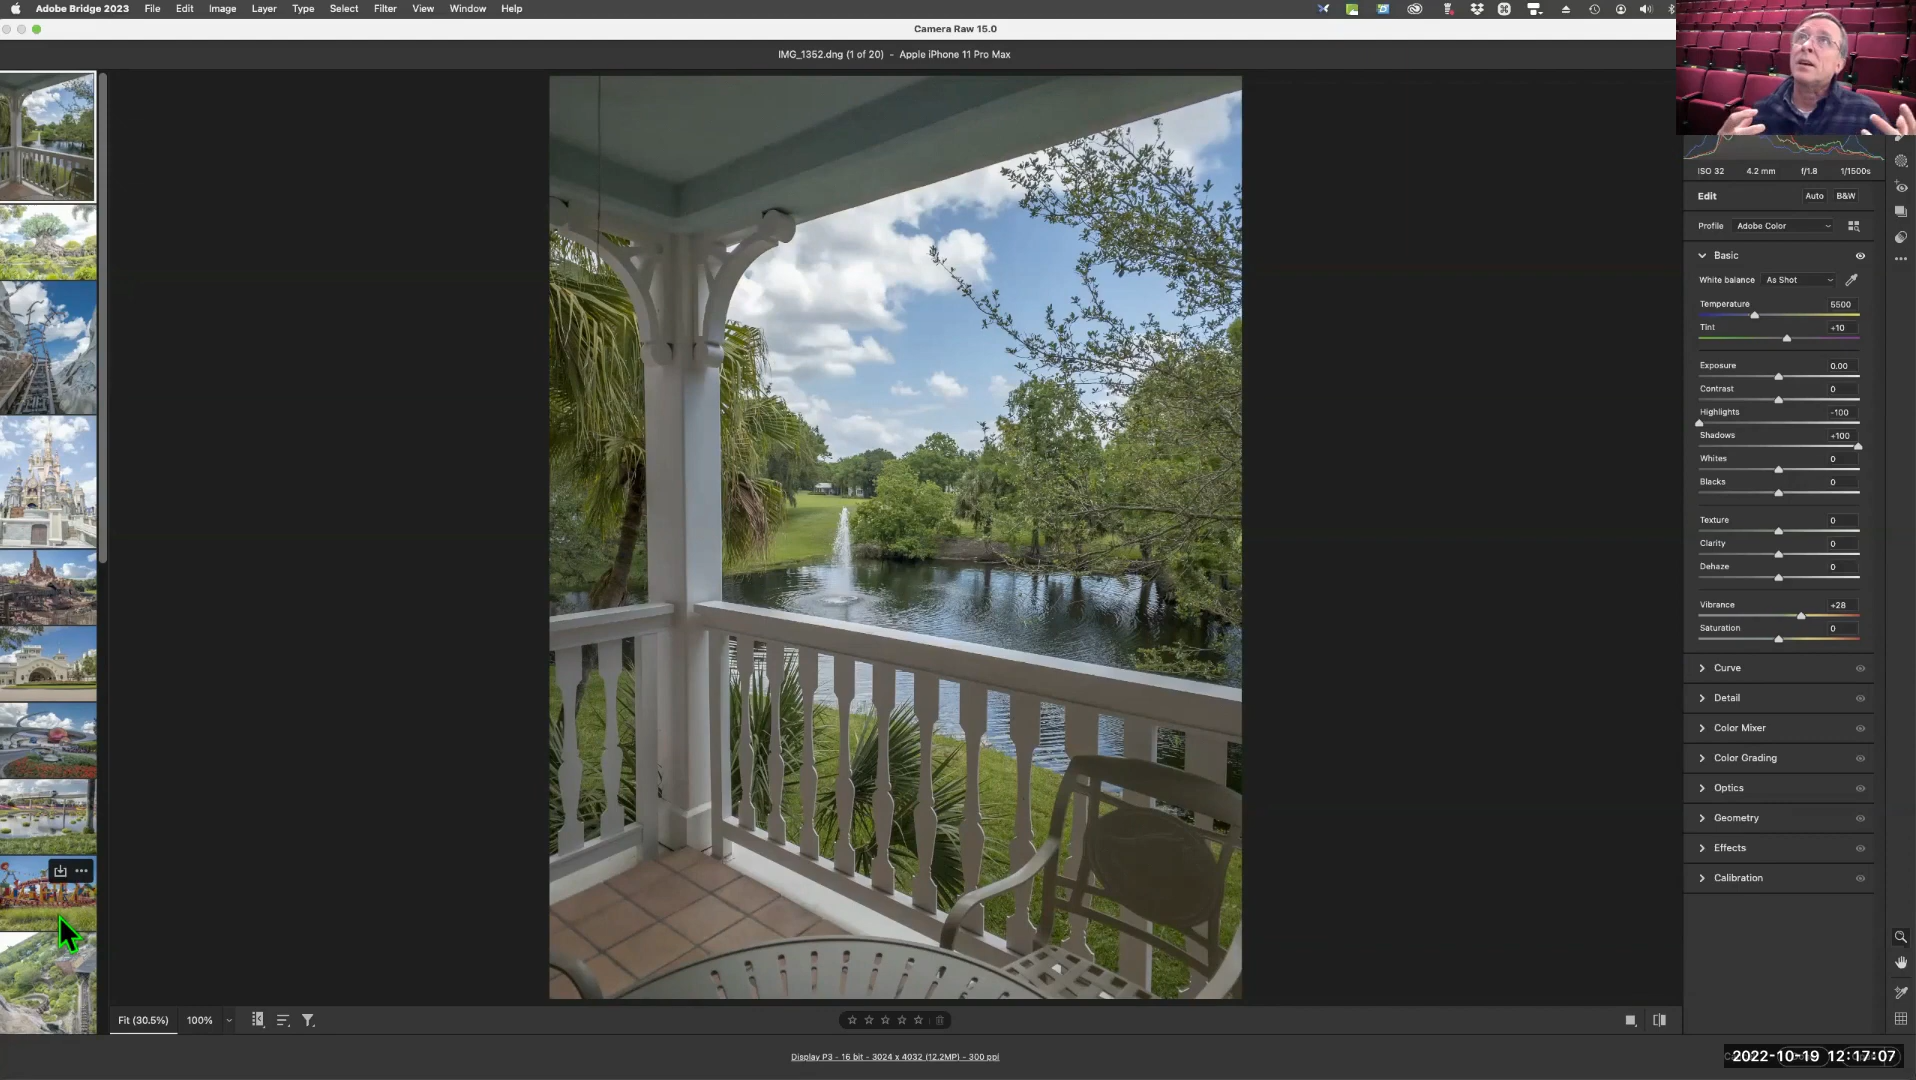 Adobe Bridge 2023 File Edit Image Layer Type Select Filter View Window Help
Camera Raw 15.0
IMG_1352.dng (1 of 20) - Apple iPhone 11 Pro Max
ISO 32 4.2 mm f/1.8 1/1500s
Edit Auto B&W
Profile Adobe Color
Basic
White balance As Shot
Temperature 5500
Tint +10
Exposure 0.00
Contrast 0
Highlights -100
Shadows +100
Whites 0
Blacks 0
Texture 0
Clarity 0
Dehaze 0
Vibrance +28
Saturation 0
Curve
Detail
Color Mixer
Color Grading
Optics
Geometry
Effects
Calibration
Fit (30.5%) 100%
Display P3 - 16 bit - 3024 x 4032 (12.2MP) - 300 ppi
2022-10-19 12:17:07